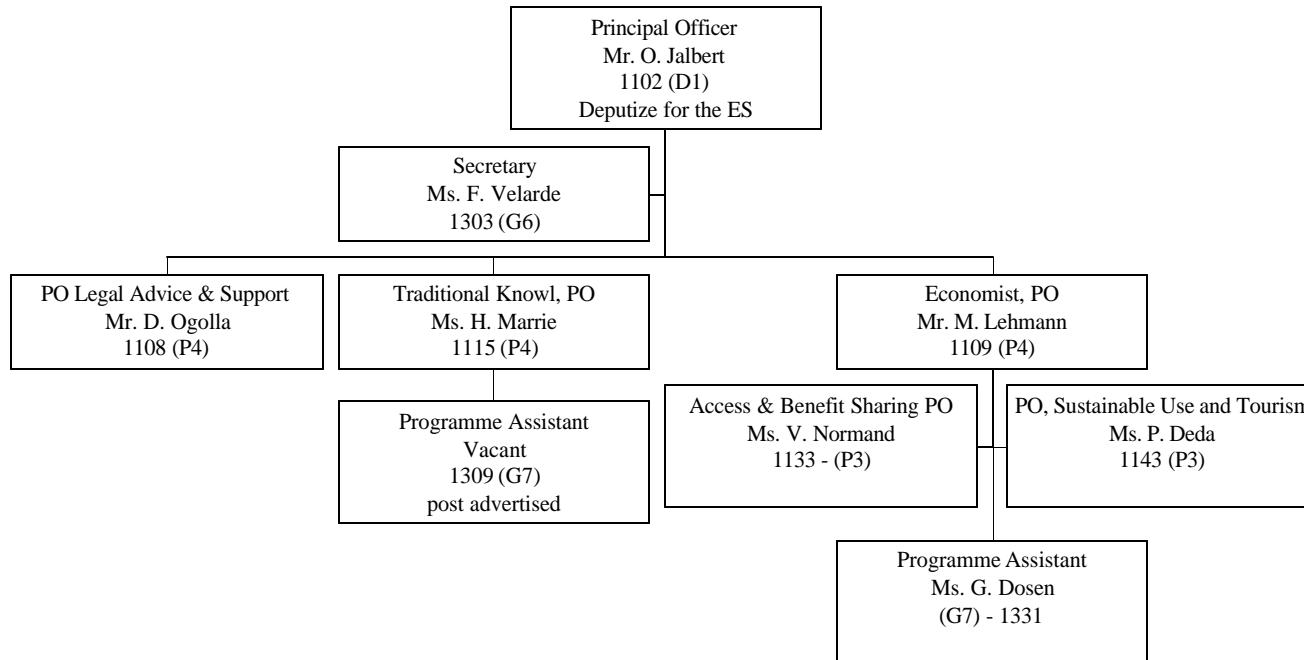 Principal Officer
Mr. O. Jalbert
1102 (D1)
Deputize for the ES
Secretary
Ms. F. Velarde
1303 (G6)
PO Legal Advice & Support
Mr. D. Ogolla
1108 (P4)
Traditional Knowl, PO
Ms. H. Marrie
1115 (P4)
Economist, PO
Mr. M. Lehmann
1109 (P4)
Programme Assistant
Vacant
1309 (G7)
post advertised
Access & Benefit Sharing PO
Ms. V. Normand
1133 - (P3)
PO, Sustainable Use and Tourism
Ms. P. Deda
1143 (P3)
Programme Assistant
Ms. G. Dosen
(G7) - 1331